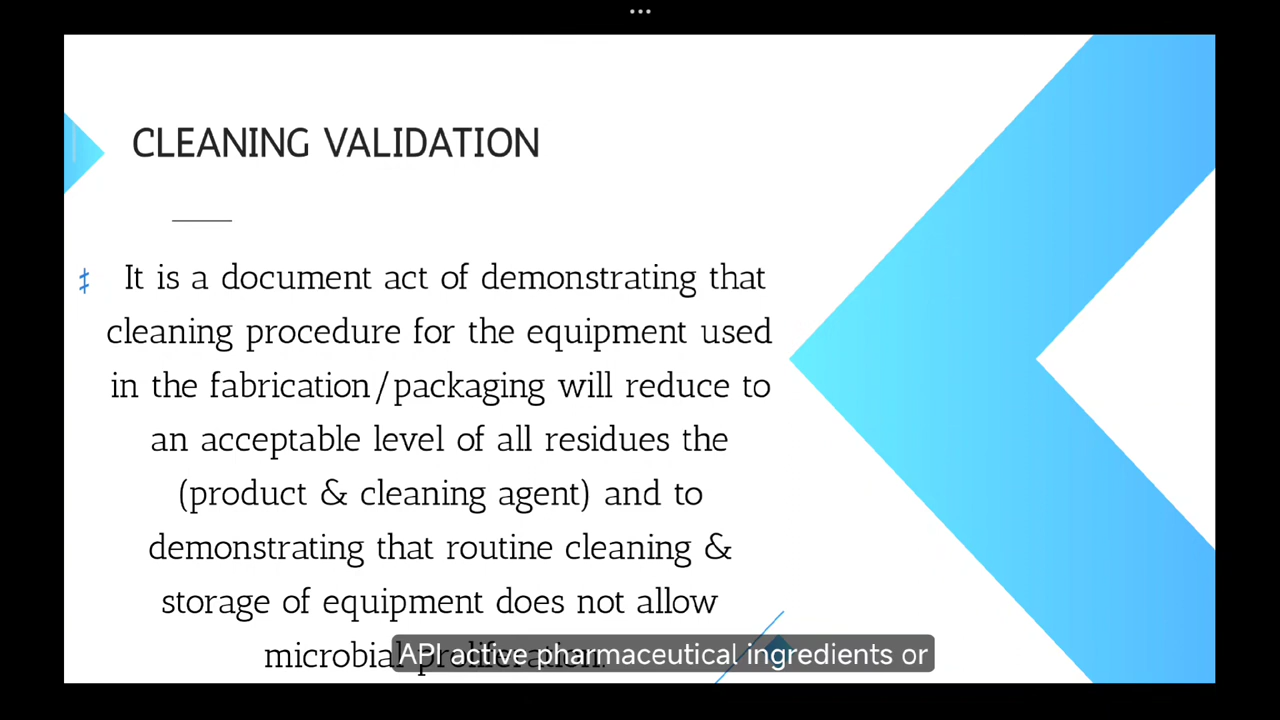 CLEANING VALIDATION
It is a document act of demonstrating that
cleaning procedure for the equipment used
in the fabrication/packaging will reduce to
an acceptable level of all residues the
(product & cleaning agent) and to
demonstrating that routine cleaning &
storage of equipment does not allow
microbial proliferation.
API active pharmaceutical ingredients or